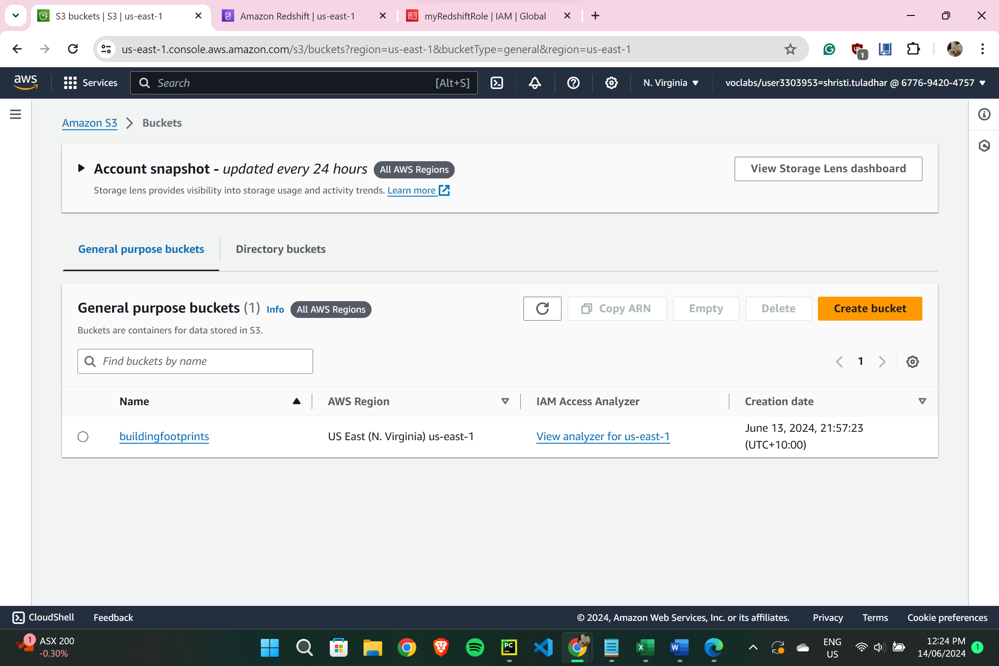 S3 buckets | S3 | us-east-1
Amazon Redshift | us-east-1
myRedshiftRole | IAM | Global
us-east-1.console.aws.amazon.com/s3/buckets?region=us-east-1&bucketType=general&region=us-east-1
1
aws
Services
Search
[Alt+S]
N. Virginia
voclabs/user3303953=shristi.tuladhar @ 6776-9420-4757
Amazon S3
Buckets
Account snapshot - updated every 24 hours
All AWS Regions
View Storage Lens dashboard
Storage lens provides visibility into storage usage and activity trends. Learn more
General purpose buckets
Directory buckets
General purpose buckets (1) Info
All AWS Regions
Copy ARN
Empty
Delete
Create bucket
Buckets are containers for data stored in S3.
Find buckets by name
1
Name
AWS Region
IAM Access Analyzer
Creation date
buildingfootprints
US East (N. Virginia) us-east-1
View analyzer for us-east-1
June 13, 2024, 21:57:23
(UTC+10:00)
CloudShell
Feedback
© 2024, Amazon Web Services, Inc. or its affiliates.
Privacy
Terms
Cookie preferences
1
ASX 200
-0.30%
PC
X
W
ENG
US
12:24 PM
14/06/2024
1